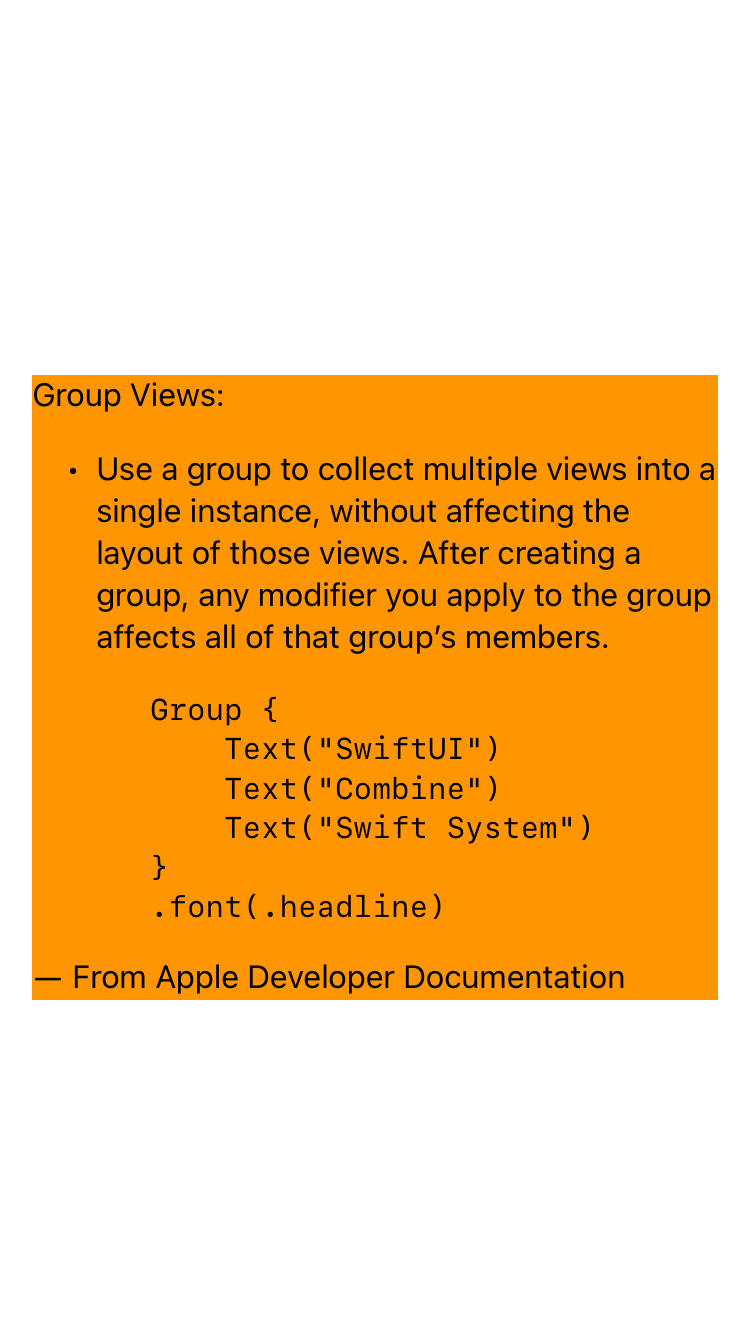 Group Views:
• Use a group to collect multiple views into a
single instance, without affecting the
layout of those views. After creating a
group, any modifier you apply to the group
affects all of that group’s members.
Group {
    Text("SwiftUI")
    Text("Combine")
    Text("Swift System")
}
.font(.headline)
— From Apple Developer Documentation